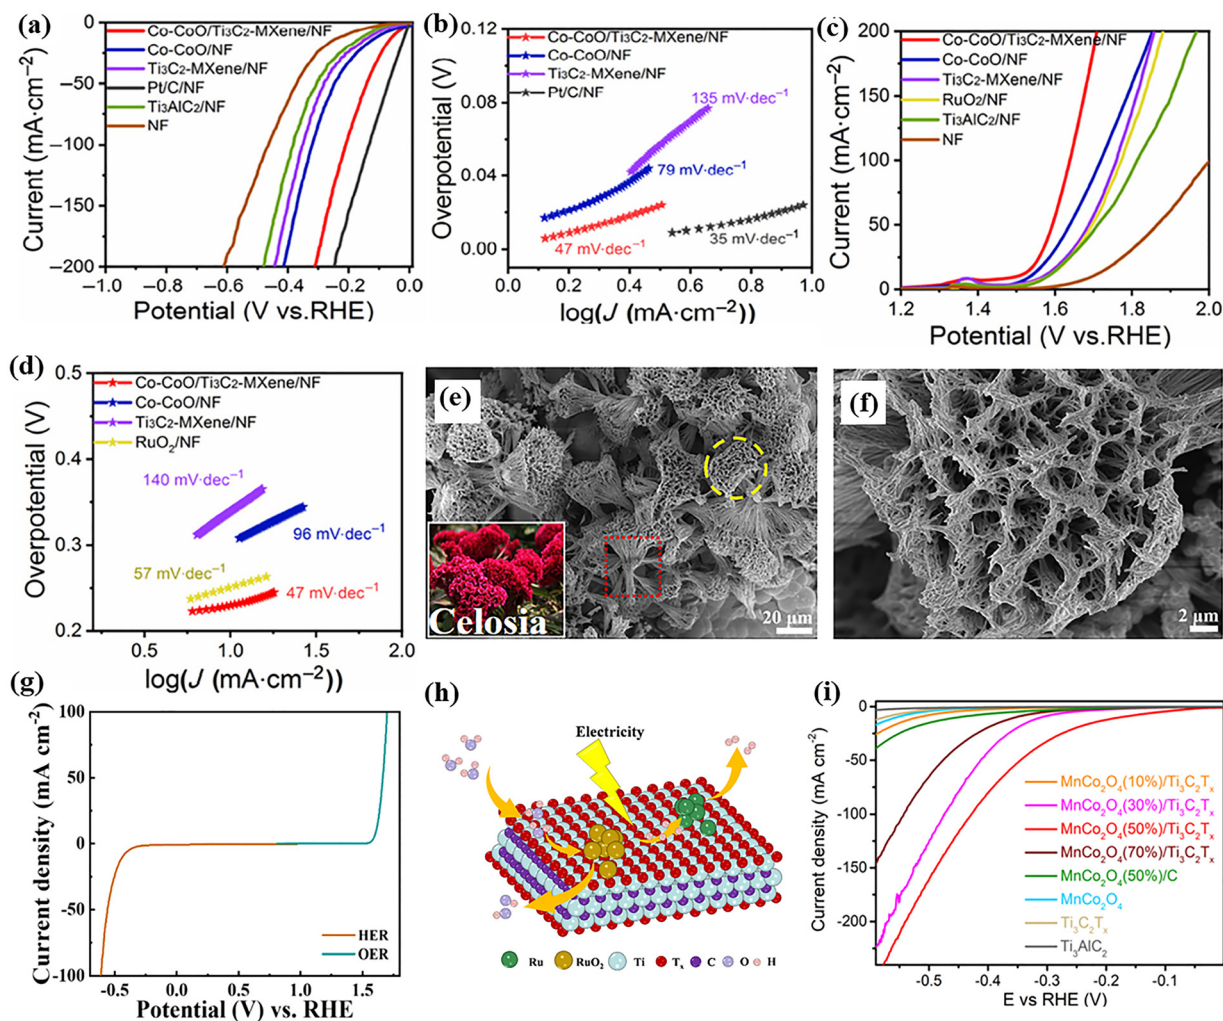 (a)
Co-CoO/Ti₃C₂-MXene/NF
Co-CoO/NF
Ti₃C₂-MXene/NF
Pt/C/NF
Ti₃AlC₂/NF
NF
Current (mA·cm⁻²)
0
−50
−100
−150
−200
−1.0 −0.8 −0.6 −0.4 −0.2 0.0
Potential (V vs.RHE)
(b)
Co-CoO/Ti₃C₂-MXene/NF
Co-CoO/NF
Ti₃C₂-MXene/NF
Pt/C/NF
135 mV·dec⁻¹
79 mV·dec⁻¹
47 mV·dec⁻¹
35 mV·dec⁻¹
Overpotential (V)
0.12
0.08
0.04
0.00
0.0 0.2 0.4 0.6 0.8 1.0
log(J (mA·cm⁻²))
(c)
Co-CoO/Ti₃C₂-MXene/NF
Co-CoO/NF
Ti₃C₂-MXene/NF
RuO₂/NF
Ti₃AlC₂/NF
NF
Current (mA·cm⁻²)
200
150
100
50
0
1.2 1.4 1.6 1.8 2.0
Potential (V vs.RHE)
(d)
Co-CoO/Ti₃C₂-MXene/NF
Co-CoO/NF
Ti₃C₂-MXene/NF
RuO₂/NF
140 mV·dec⁻¹
96 mV·dec⁻¹
57 mV·dec⁻¹
47 mV·dec⁻¹
Overpotential (V)
0.5
0.4
0.3
0.2
0.5 1.0 1.5 2.0
log(J (mA·cm⁻²))
(e)
Celosia
20 μm
(f)
2 μm
(g)
Current density (mA cm⁻²)
100
50
0
-50
-100
HER
OER
-0.5 0.0 0.5 1.0 1.5
Potential (V) vs. RHE
(h)
Electricity
Ru RuO₂ Ti Tₓ C O H
(i)
Current density (mA cm⁻²)
0
-50
-100
-150
-200
MnCo₂O₄(10%)/Ti₃C₂Tₓ
MnCo₂O₄(30%)/Ti₃C₂Tₓ
MnCo₂O₄(50%)/Ti₃C₂Tₓ
MnCo₂O₄(70%)/Ti₃C₂Tₓ
MnCo₂O₄(50%)/C
MnCo₂O₄
Ti₃C₂Tₓ
Ti₃AlC₂
-0.5 -0.4 -0.3 -0.2 -0.1
E vs RHE (V)